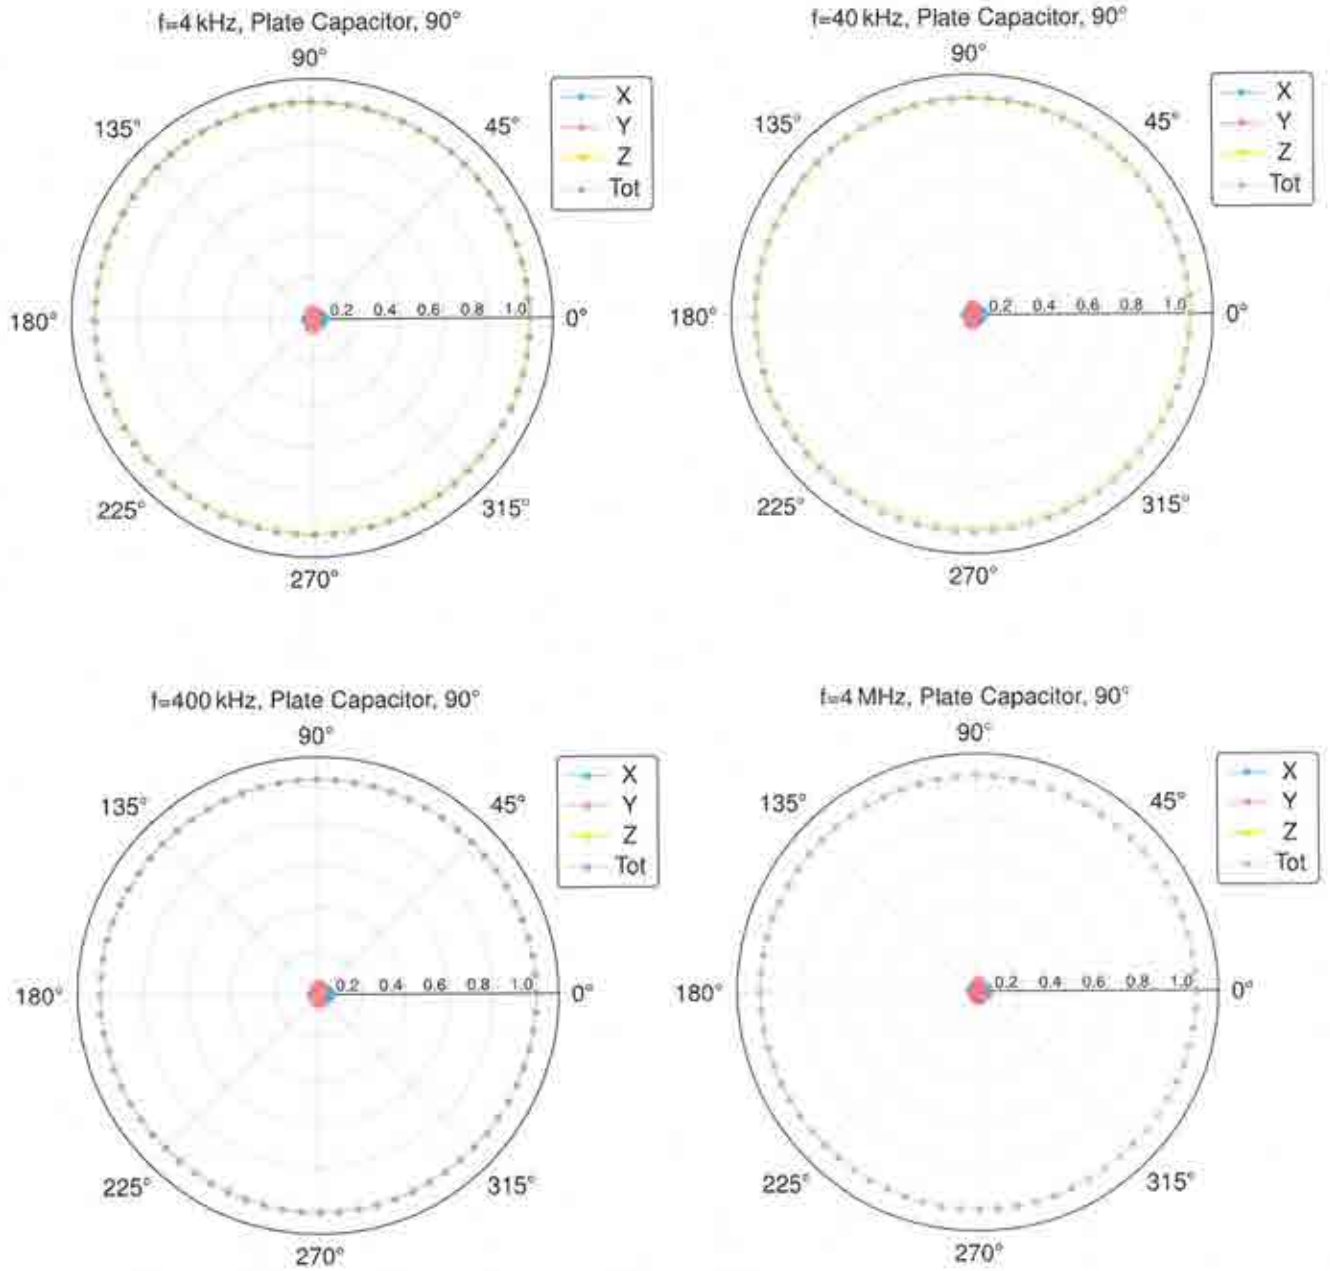 f=4 kHz, Plate Capacitor, 90°
90°
135°
45°
X
Y
Z
Tot
180°
0.2 0.4 0.6 0.8 1.0
0°
225°
315°
270°
f=40 kHz, Plate Capacitor, 90°
90°
135°
45°
X
Y
Z
Tot
180°
0.2 0.4 0.6 0.8 1.0
0°
225°
315°
270°
f=400 kHz, Plate Capacitor, 90°
90°
135°
45°
X
Y
Z
Tot
180°
0.2 0.4 0.6 0.8 1.0
0°
225°
315°
270°
f=4 MHz, Plate Capacitor, 90°
90°
135°
45°
X
Y
Z
Tot
180°
0.2 0.4 0.6 0.8 1.0
0°
225°
315°
270°